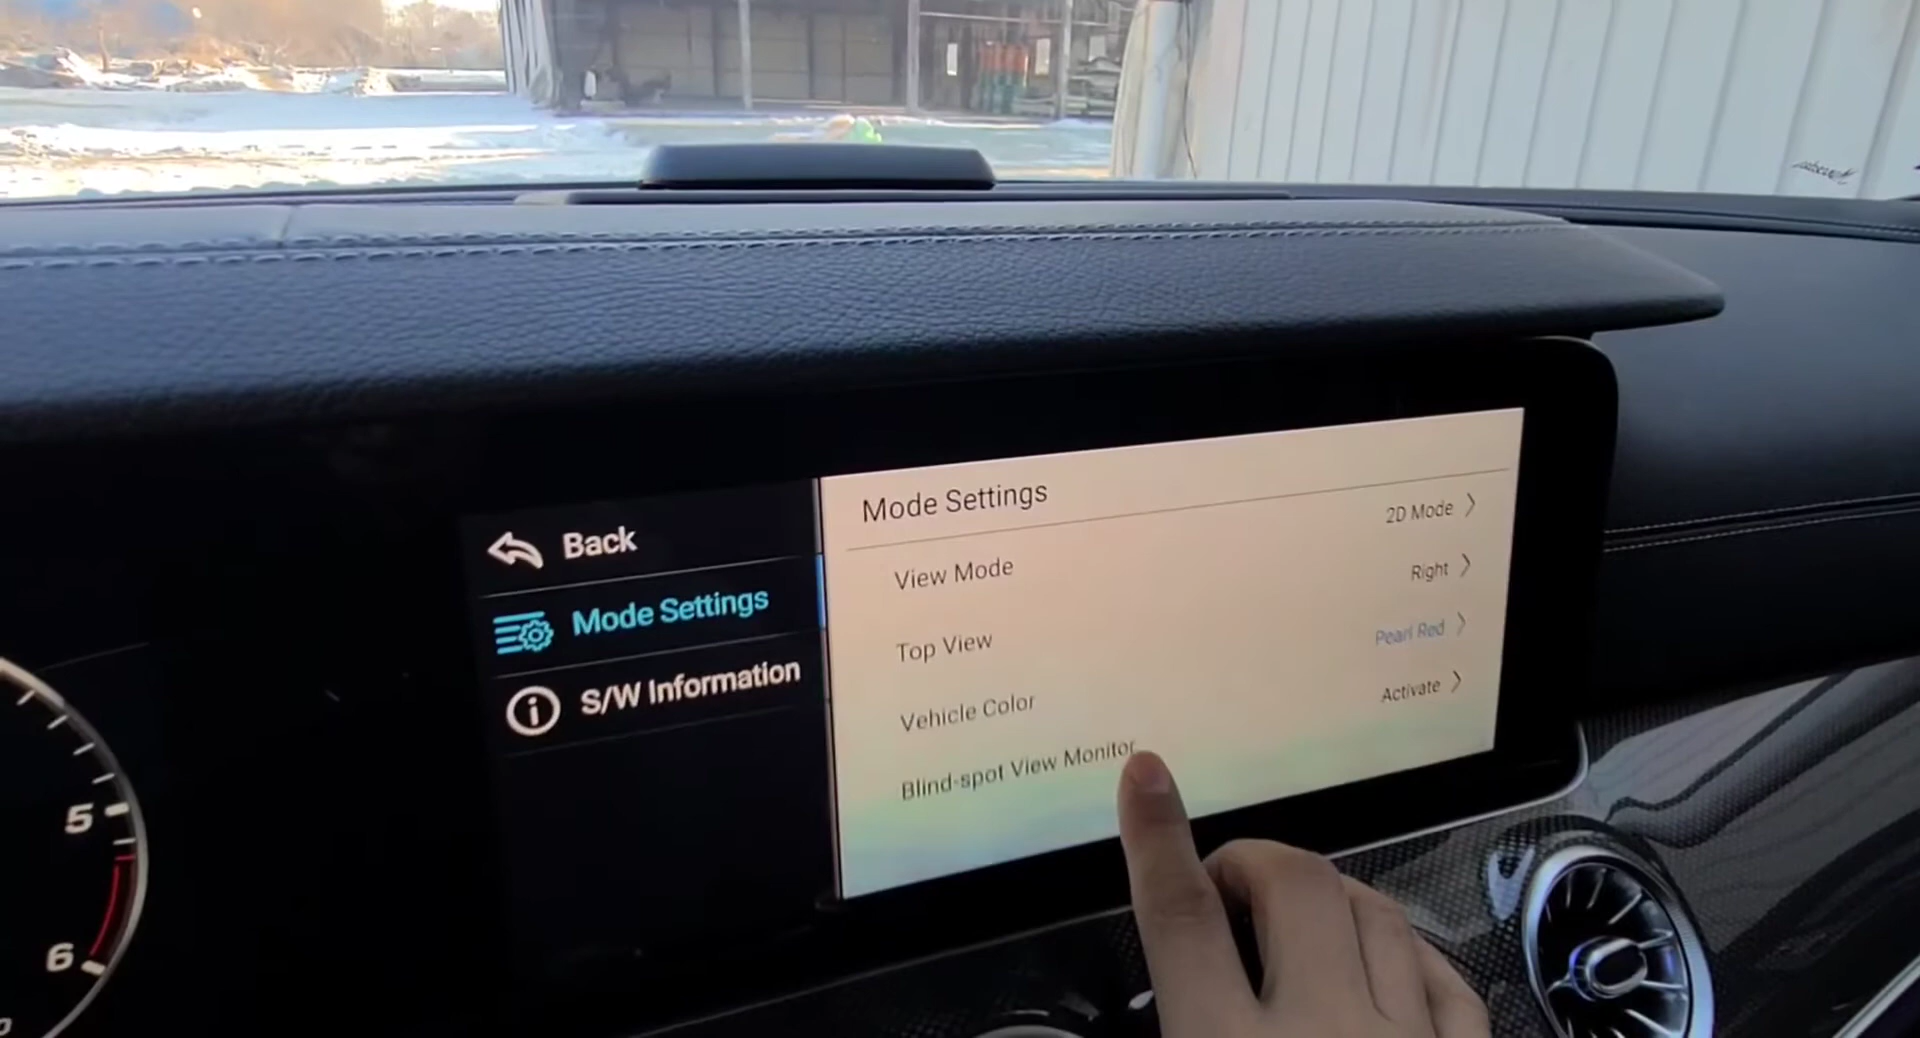 Back
Mode Settings
S/W Information
Mode Settings
View Mode 2D Mode
Top View Right
Vehicle Color Pearl Red
Blind-spot View Monitor Activate
5
6